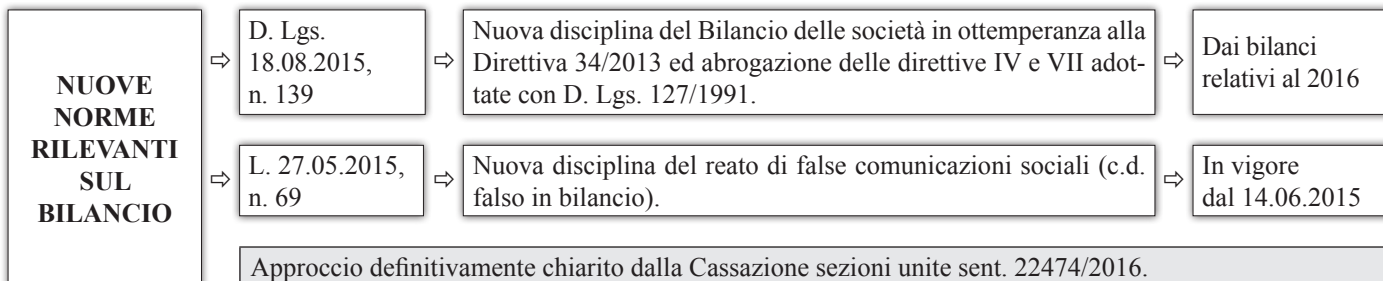 NUOVE
NORME
RILEVANTI
SUL
BILANCIO
D. Lgs.
18.08.2015,
n. 139
Nuova disciplina del Bilancio delle società in ottemperanza alla
Direttiva 34/2013 ed abrogazione delle direttive IV e VII adot-
tate con D. Lgs. 127/1991.
Dai bilanci
relativi al 2016
L. 27.05.2015,
n. 69
Nuova disciplina del reato di false comunicazioni sociali (c.d.
falso in bilancio).
In vigore
dal 14.06.2015
Approccio definitivamente chiarito dalla Cassazione sezioni unite sent. 22474/2016.